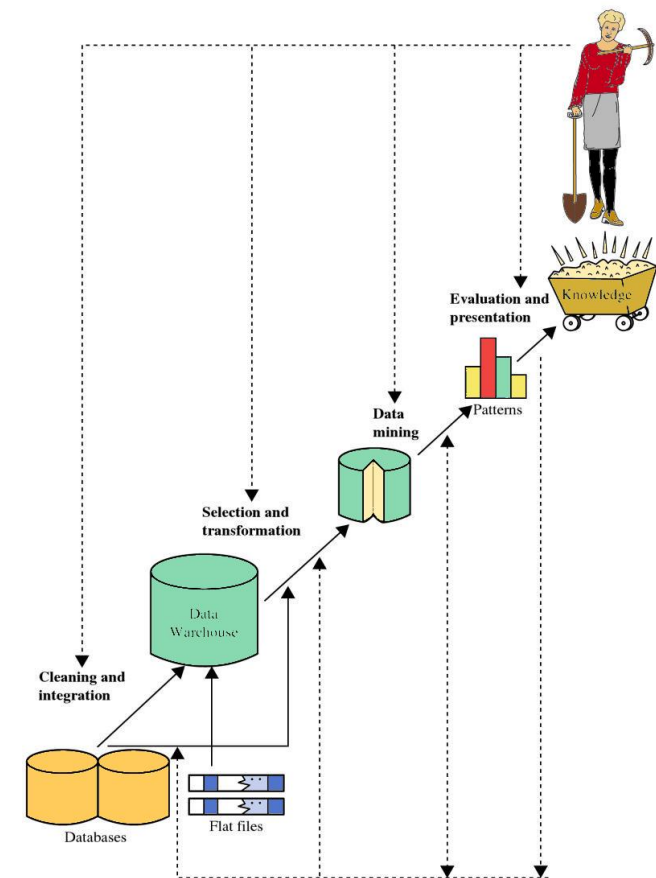 Knowledge
Evaluation and
presentation
Patterns
Data
mining
Selection and
transformation
Data
Warehouse
Cleaning and
integration
Databases
Flat files